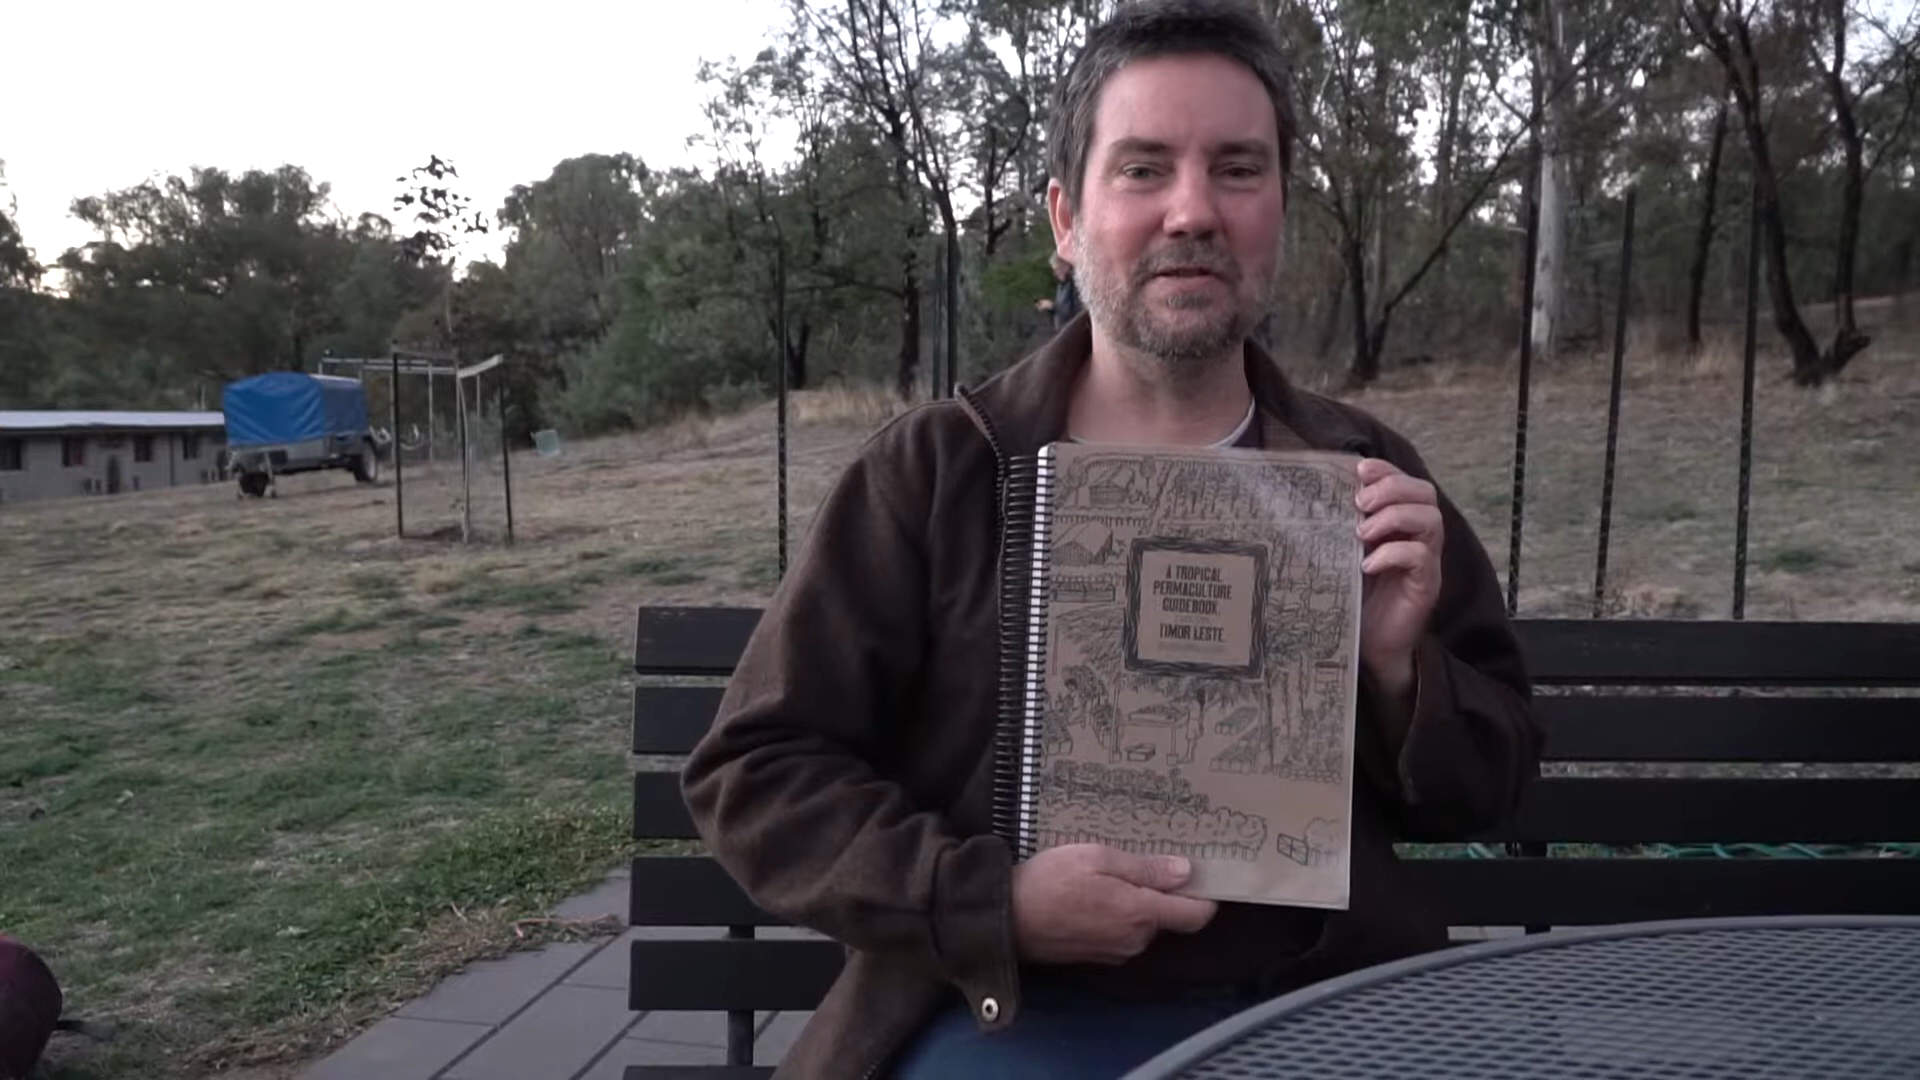 A TROPICAL
PERMACULTURE
GUIDEBOOK.
TIMOR LESTE.